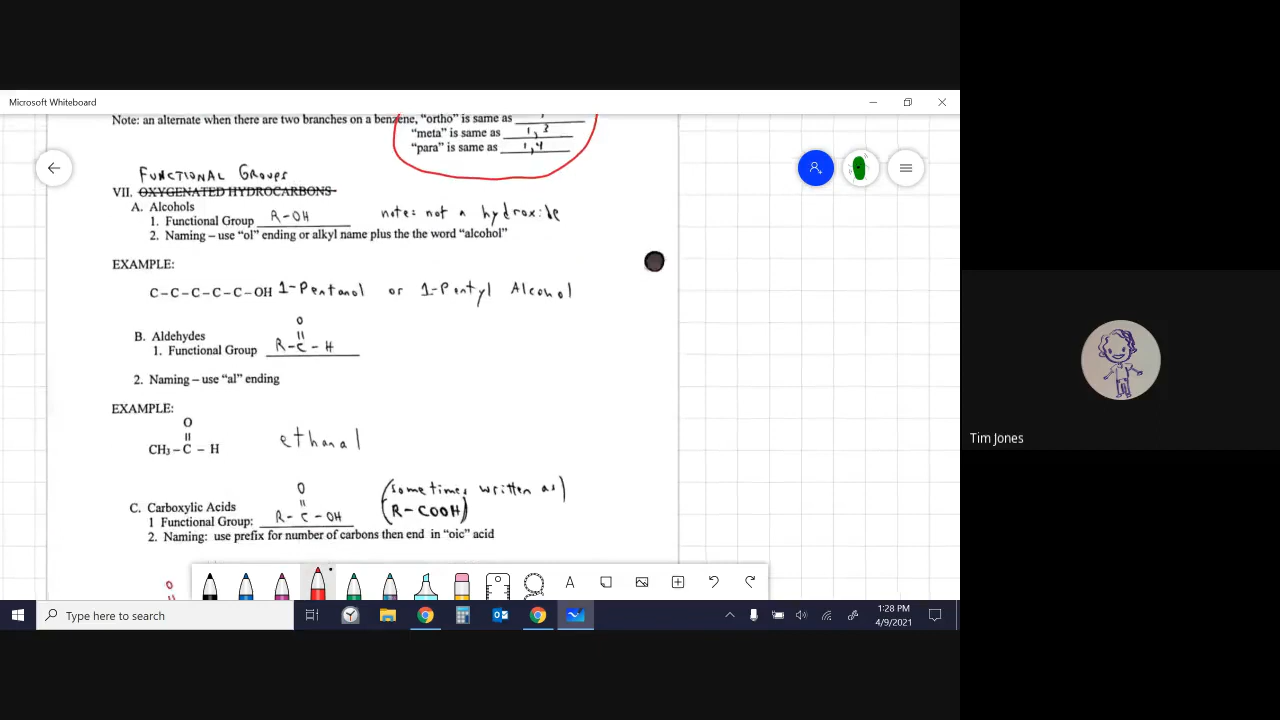 Microsoft Whiteboard
Note: an alternate when there are two branches on a benzene, "ortho" is same as
"meta" is same as 1,3
"para" is same as 1,4
FUNCTIONAL GROUPS
VII. OXYGENATED HYDROCARBONS
A. Alcohols
1. Functional Group R-OH note: not a hydroxide
2. Naming – use "ol" ending or alkyl name plus the the word "alcohol"
EXAMPLE:
C–C–C–C–C–OH 1-Pentanol or 1-Pentyl Alcohol
O
B. Aldehydes
1. Functional Group R-C-H
2. Naming – use "al" ending
EXAMPLE:
O
CH₃ – C – H ethanal
O (sometimes written as)
C. Carboxylic Acids (R-COOH)
1 Functional Group: R-C-OH
2. Naming: use prefix for number of carbons then end in "oic" acid
O
Tim Jones
A
Type here to search
1:28 PM
4/9/2021